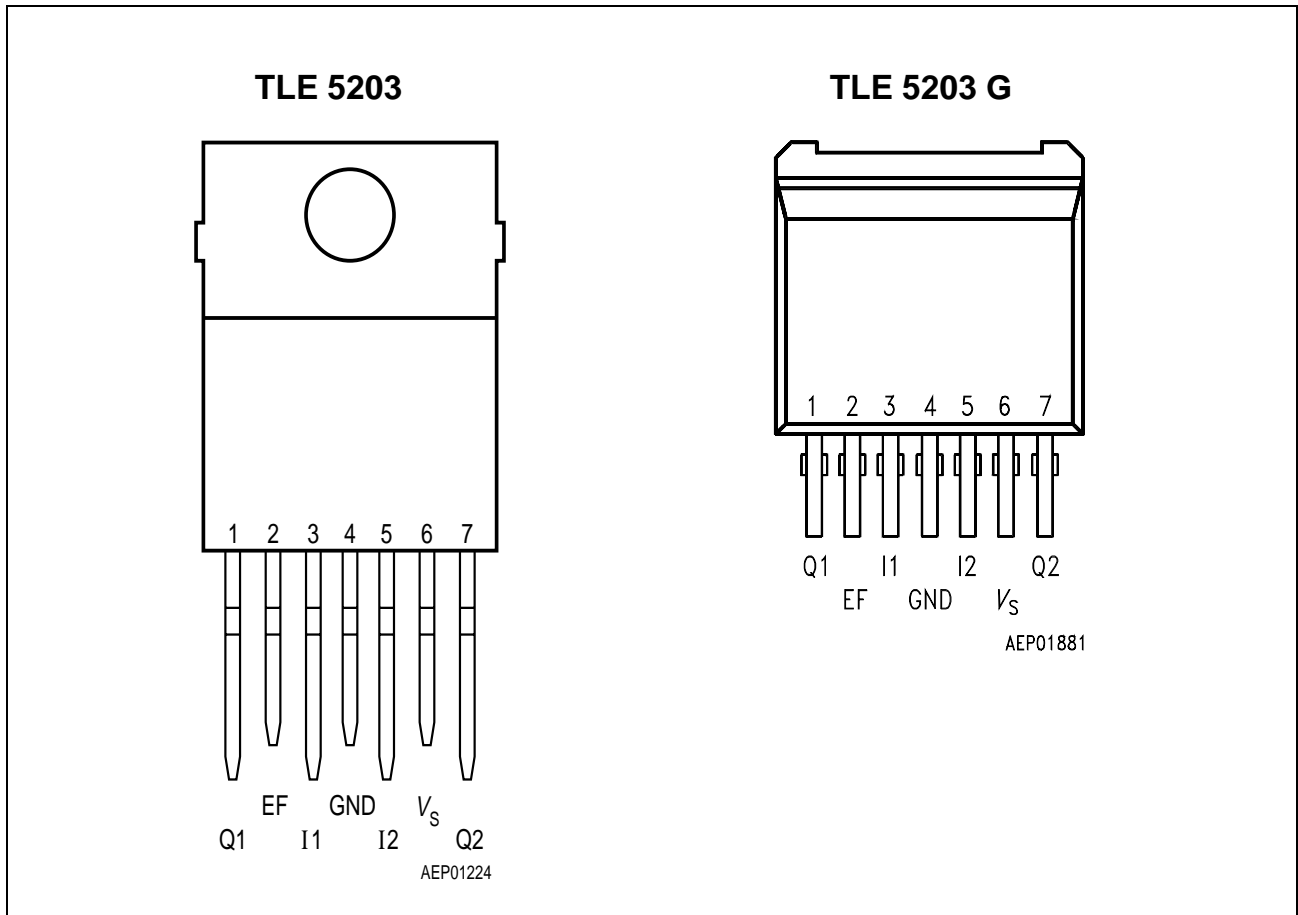 TLE 5203
1 2 3 4 5 6 7
EF GND VS
Q1 I1 I2 Q2
AEP01224
TLE 5203 G
1 2 3 4 5 6 7
Q1 I1 I2 Q2
EF GND VS
AEP01881